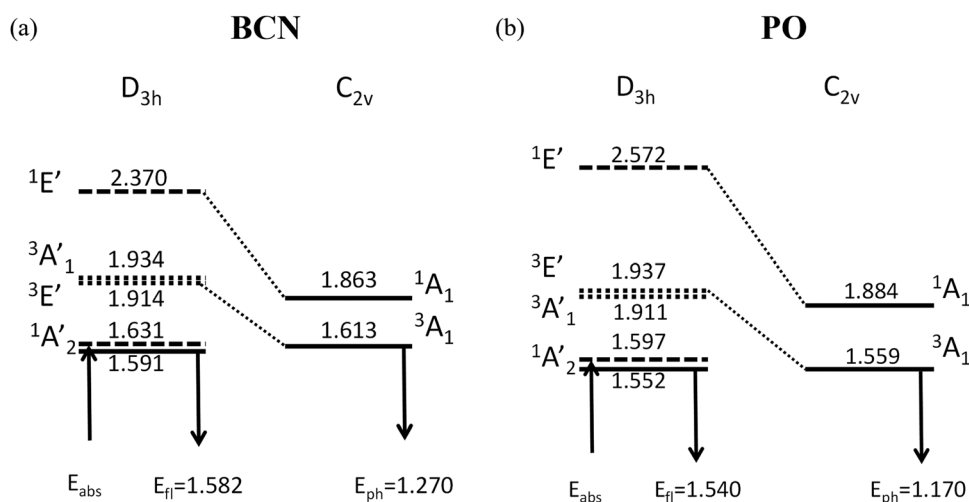 (a) BCN
D3h C2v
¹E’ 2.370
³A’1 1.934
³E’ 1.914
1.863 ¹A1
¹A’2 1.631
1.591
1.613 ³A1
Eabs Efl=1.582 Eph=1.270
(b) PO
D3h C2v
¹E’ 2.572
³E’ 1.937
³A’1 1.911
1.884 ¹A1
¹A’2 1.597
1.552
1.559 ³A1
Eabs Efl=1.540 Eph=1.170